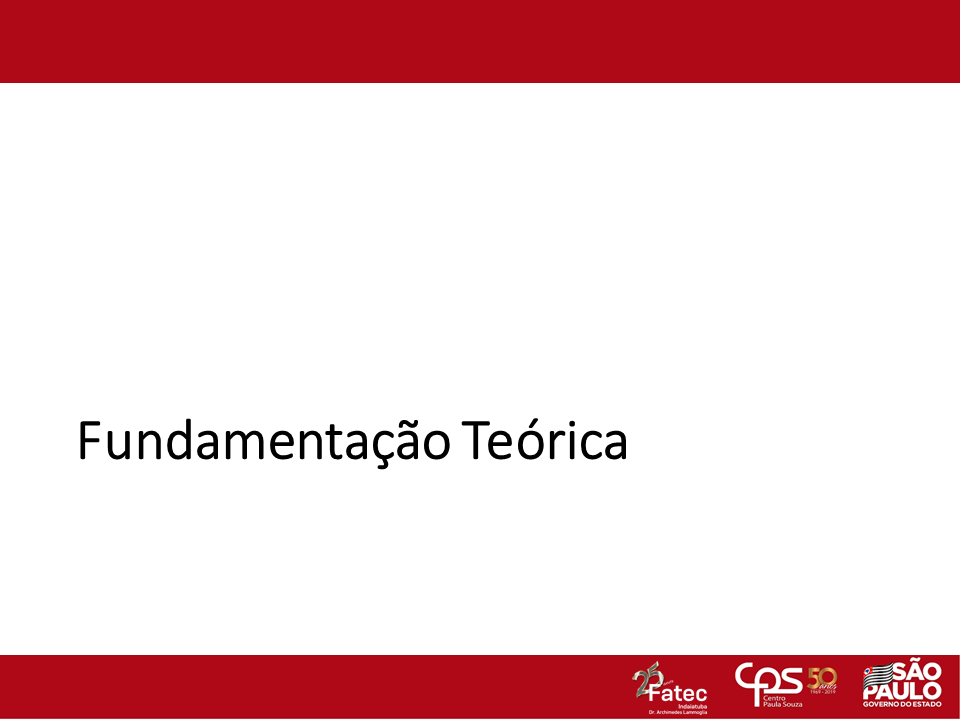 Fundamentação Teórica
25 Fatec
Indaiatuba
Dr. Archimedes Lammoglia
CPS
Centro
Paula Souza
50
anos
1969 - 2019
SÃO
PAULO
GOVERNO DO ESTADO